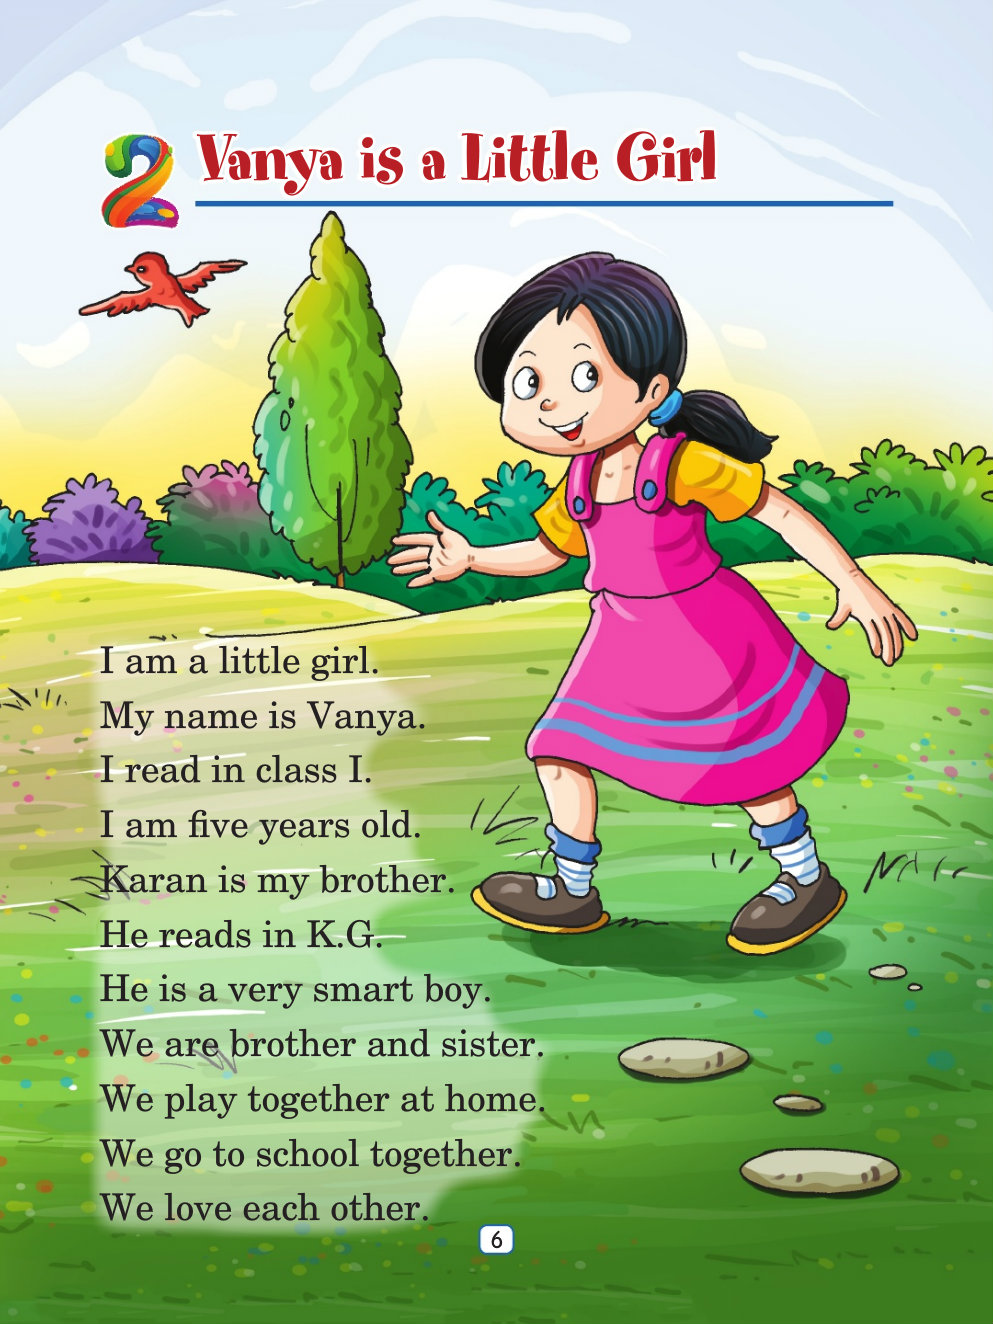 2 Vanya is a Little Girl
I am a little girl.
My name is Vanya.
I read in class I.
I am five years old.
Karan is my brother.
He reads in K.G.
He is a very smart boy.
We are brother and sister.
We play together at home.
We go to school together.
We love each other.
6